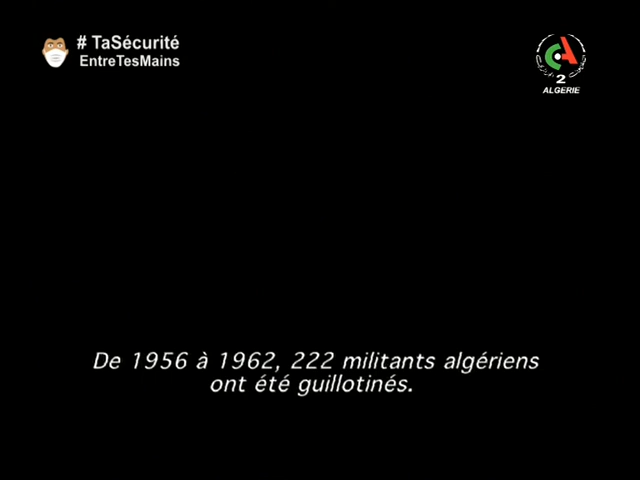 # TaSécurité
EntreTesMains
2
ALGERIE
De 1956 à 1962, 222 militants algériens
ont été guillotinés.